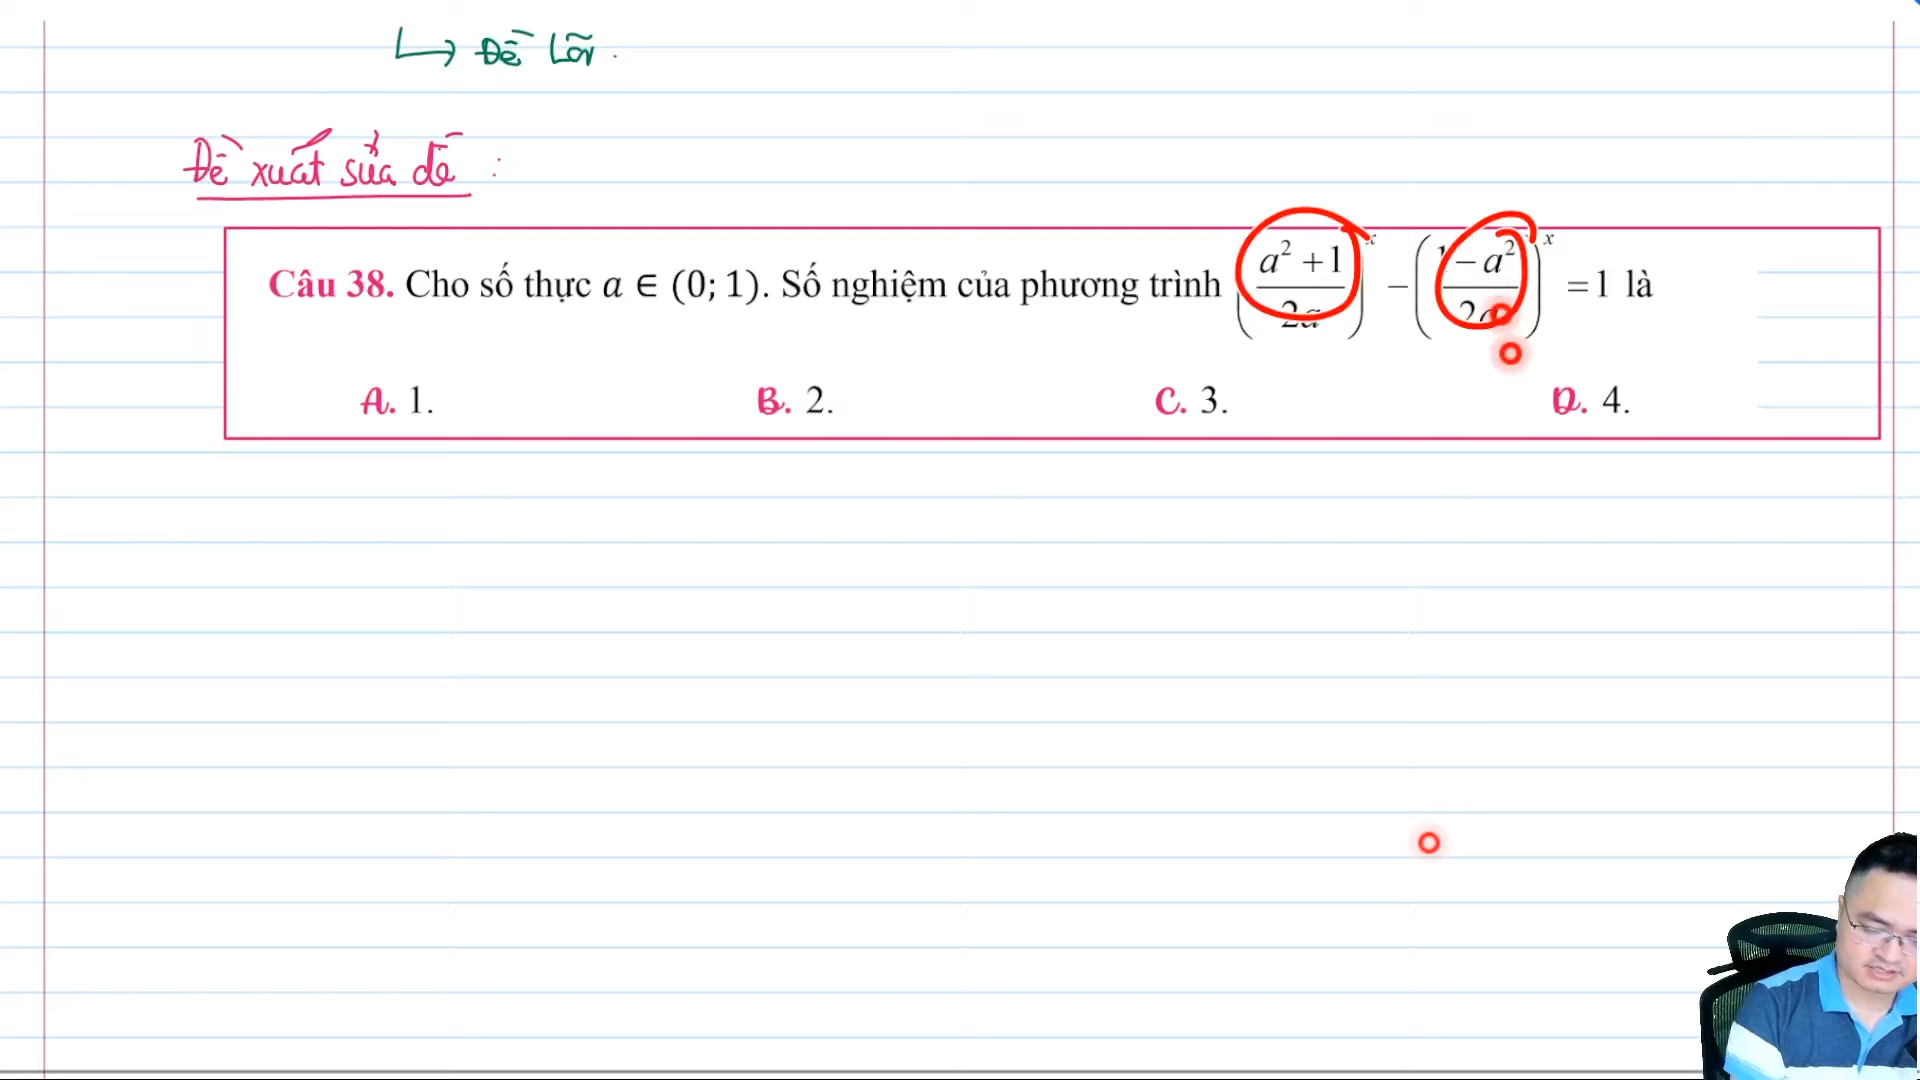 ↳ Đề lỗi.
Đề xuất sửa đề :
Câu 38. Cho số thực a ∈ (0; 1). Số nghiệm của phương trình ((a² + 1)/(2a))ˣ − ((1 − a²)/(2a))ˣ = 1 là
A. 1. B. 2. C. 3. D. 4.